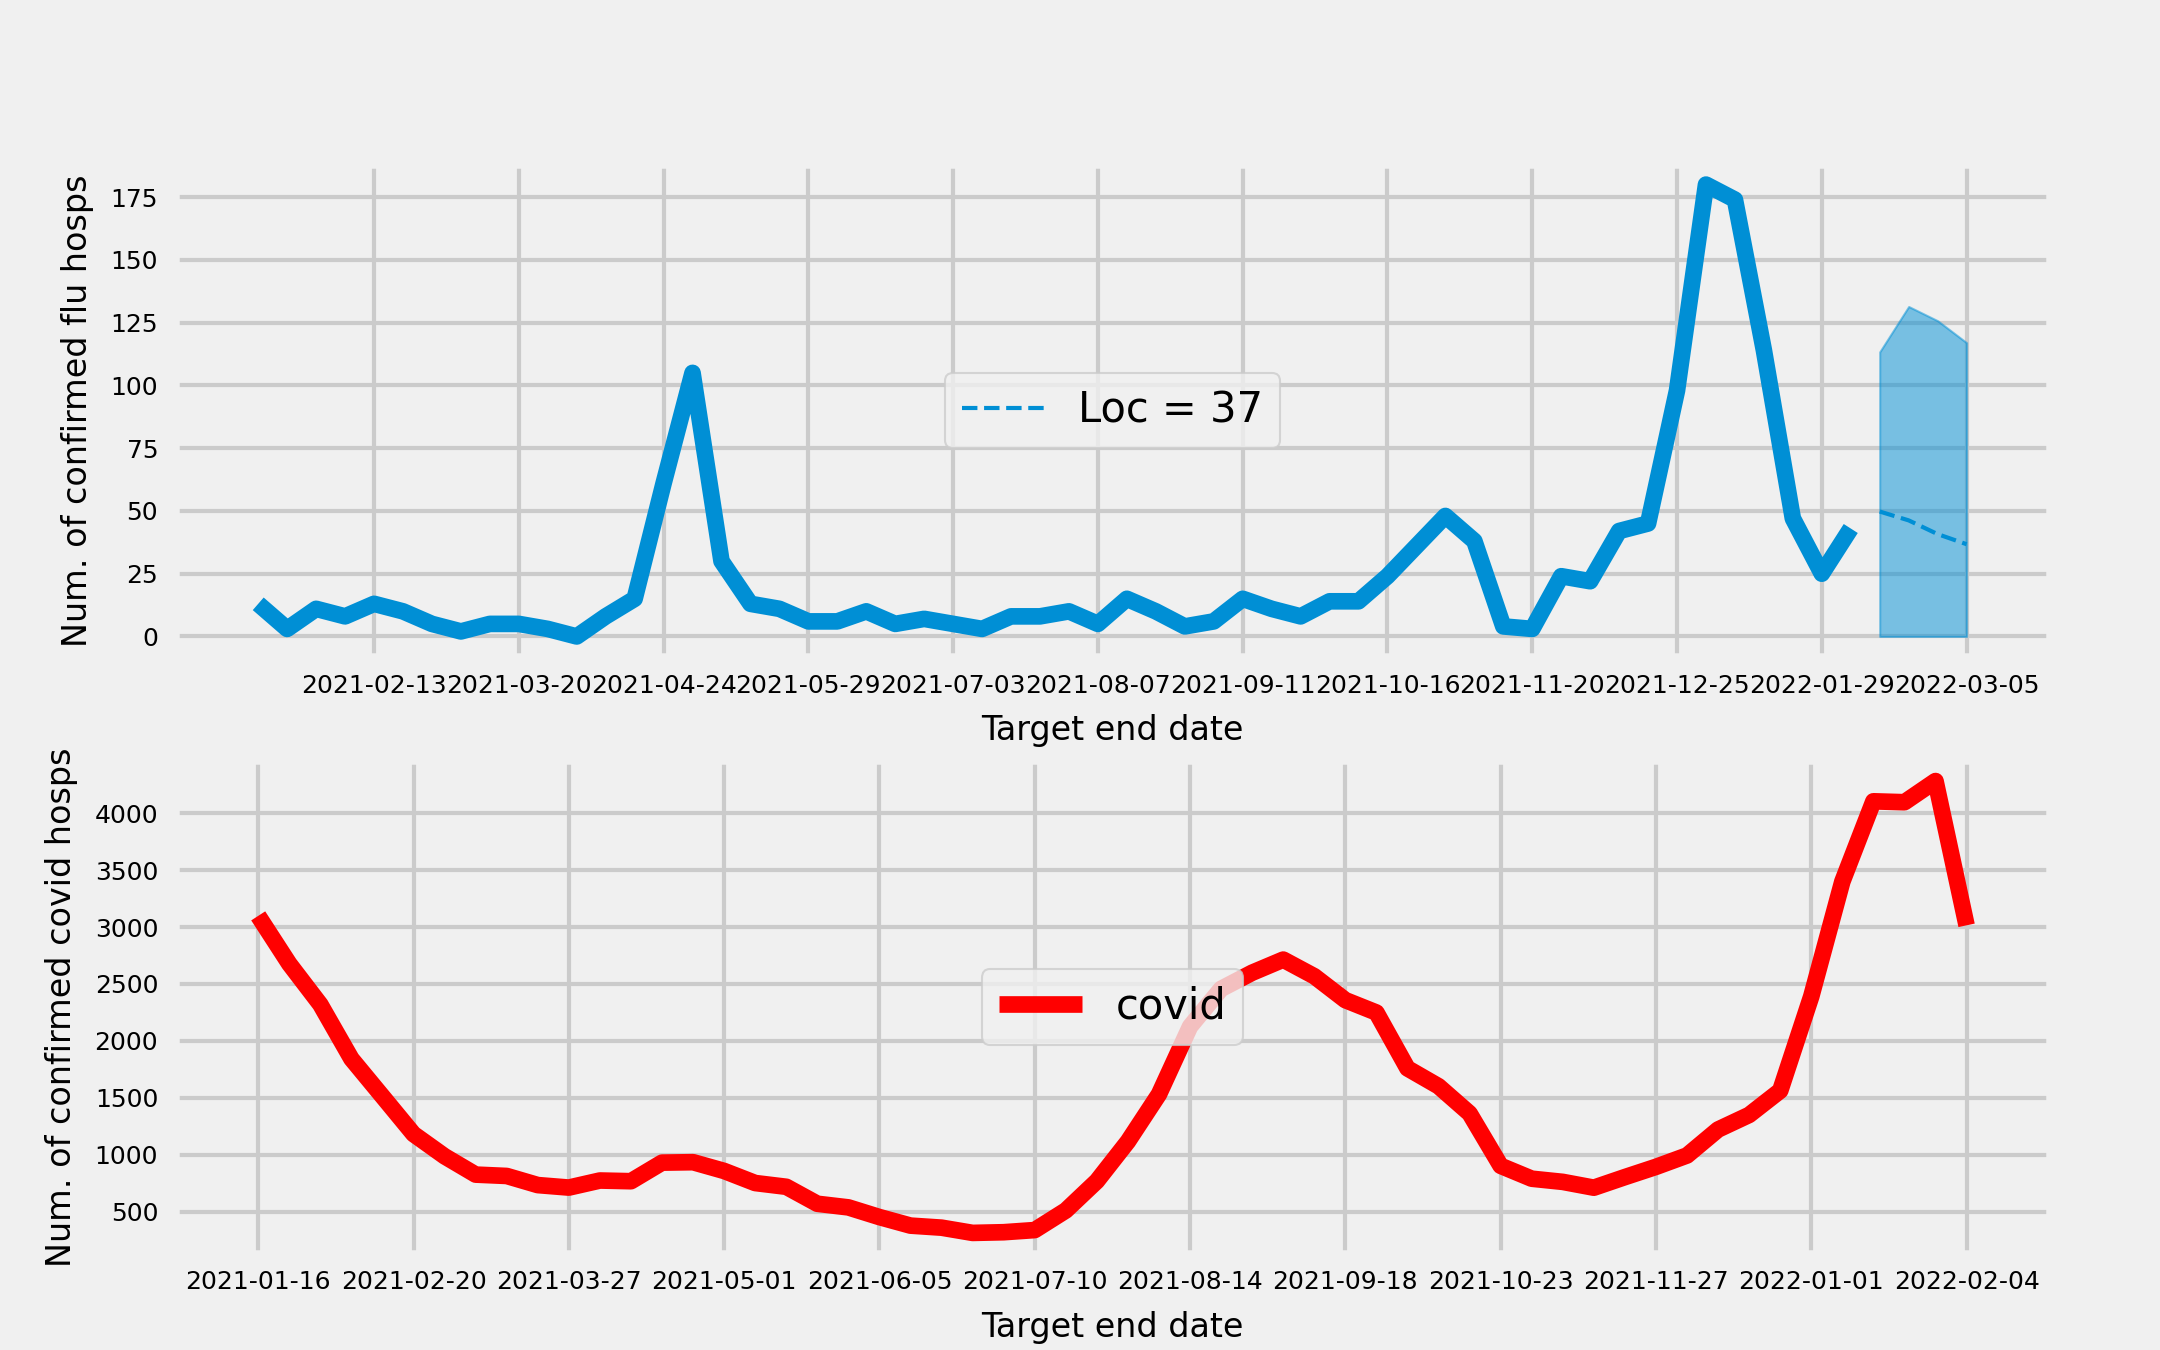 Num. of confirmed flu hosps
175
150
125
100
75
50
25
0
Loc = 37
2021-02-13 2021-03-20 2021-04-24 2021-05-29 2021-07-03 2021-08-07 2021-09-11 2021-10-16 2021-11-20 2021-12-25 2022-01-29 2022-03-05
Target end date
Num. of confirmed covid hosps
4000
3500
3000
2500
2000
1500
1000
500
covid
2021-01-16 2021-02-20 2021-03-27 2021-05-01 2021-06-05 2021-07-10 2021-08-14 2021-09-18 2021-10-23 2021-11-27 2022-01-01 2022-02-04
Target end date